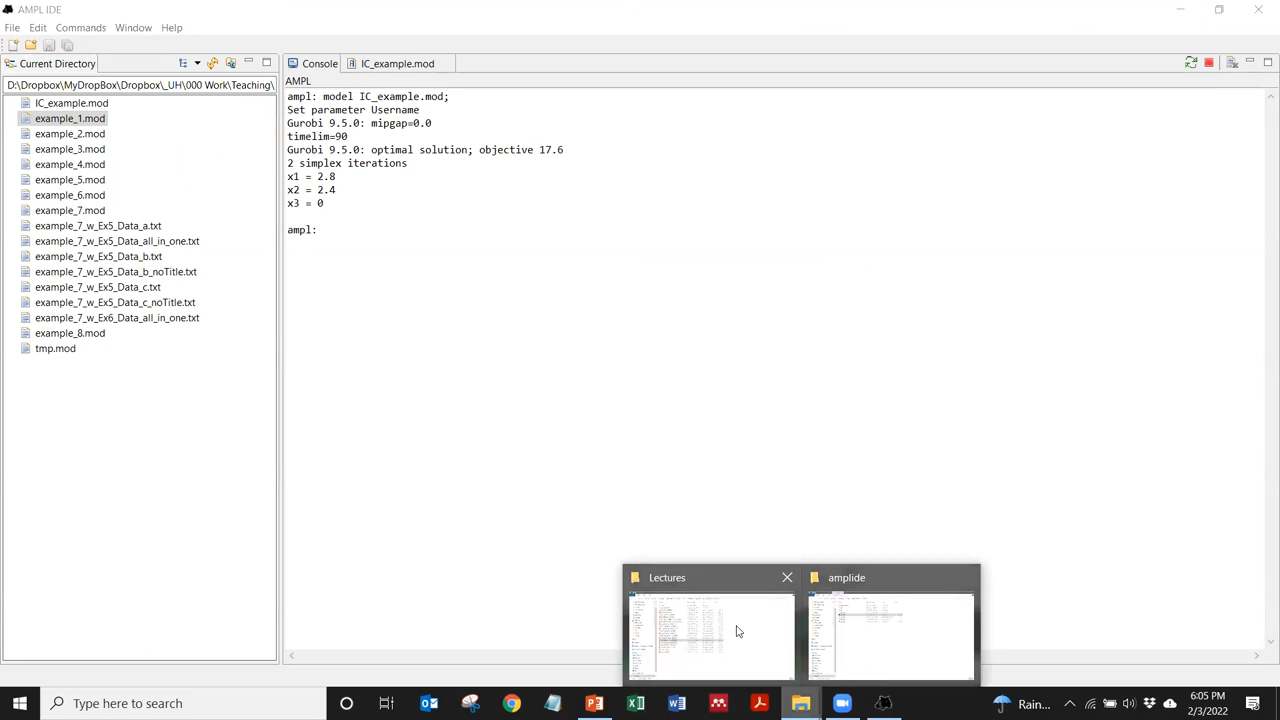 AMPL IDE
File Edit Commands Window Help
Current Directory
Console IC_example.mod
D:\Dropbox\MyDropBox\Dropbox\_UH\000 Work\Teaching\
AMPL
IC_example.mod
example_1.mod
example_2.mod
example_3.mod
example_4.mod
example_5.mod
example_6.mod
example_7.mod
example_7_w_Ex5_Data_a.txt
example_7_w_Ex5_Data_all_in_one.txt
example_7_w_Ex5_Data_b.txt
example_7_w_Ex5_Data_b_noTitle.txt
example_7_w_Ex5_Data_c.txt
example_7_w_Ex5_Data_c_noTitle.txt
example_7_w_Ex6_Data_all_in_one.txt
example_8.mod
tmp.mod
ampl: model IC_example.mod;
Set parameter Username
Gurobi 9.5.0: mipgap=0.0
timelim=90
Gurobi 9.5.0: optimal solution; objective 17.6
2 simplex iterations
x1 = 2.8
x2 = 2.4
x3 = 0
ampl:
Lectures
amplide
Type here to search
Rain...
6:05 PM
2/3/2022